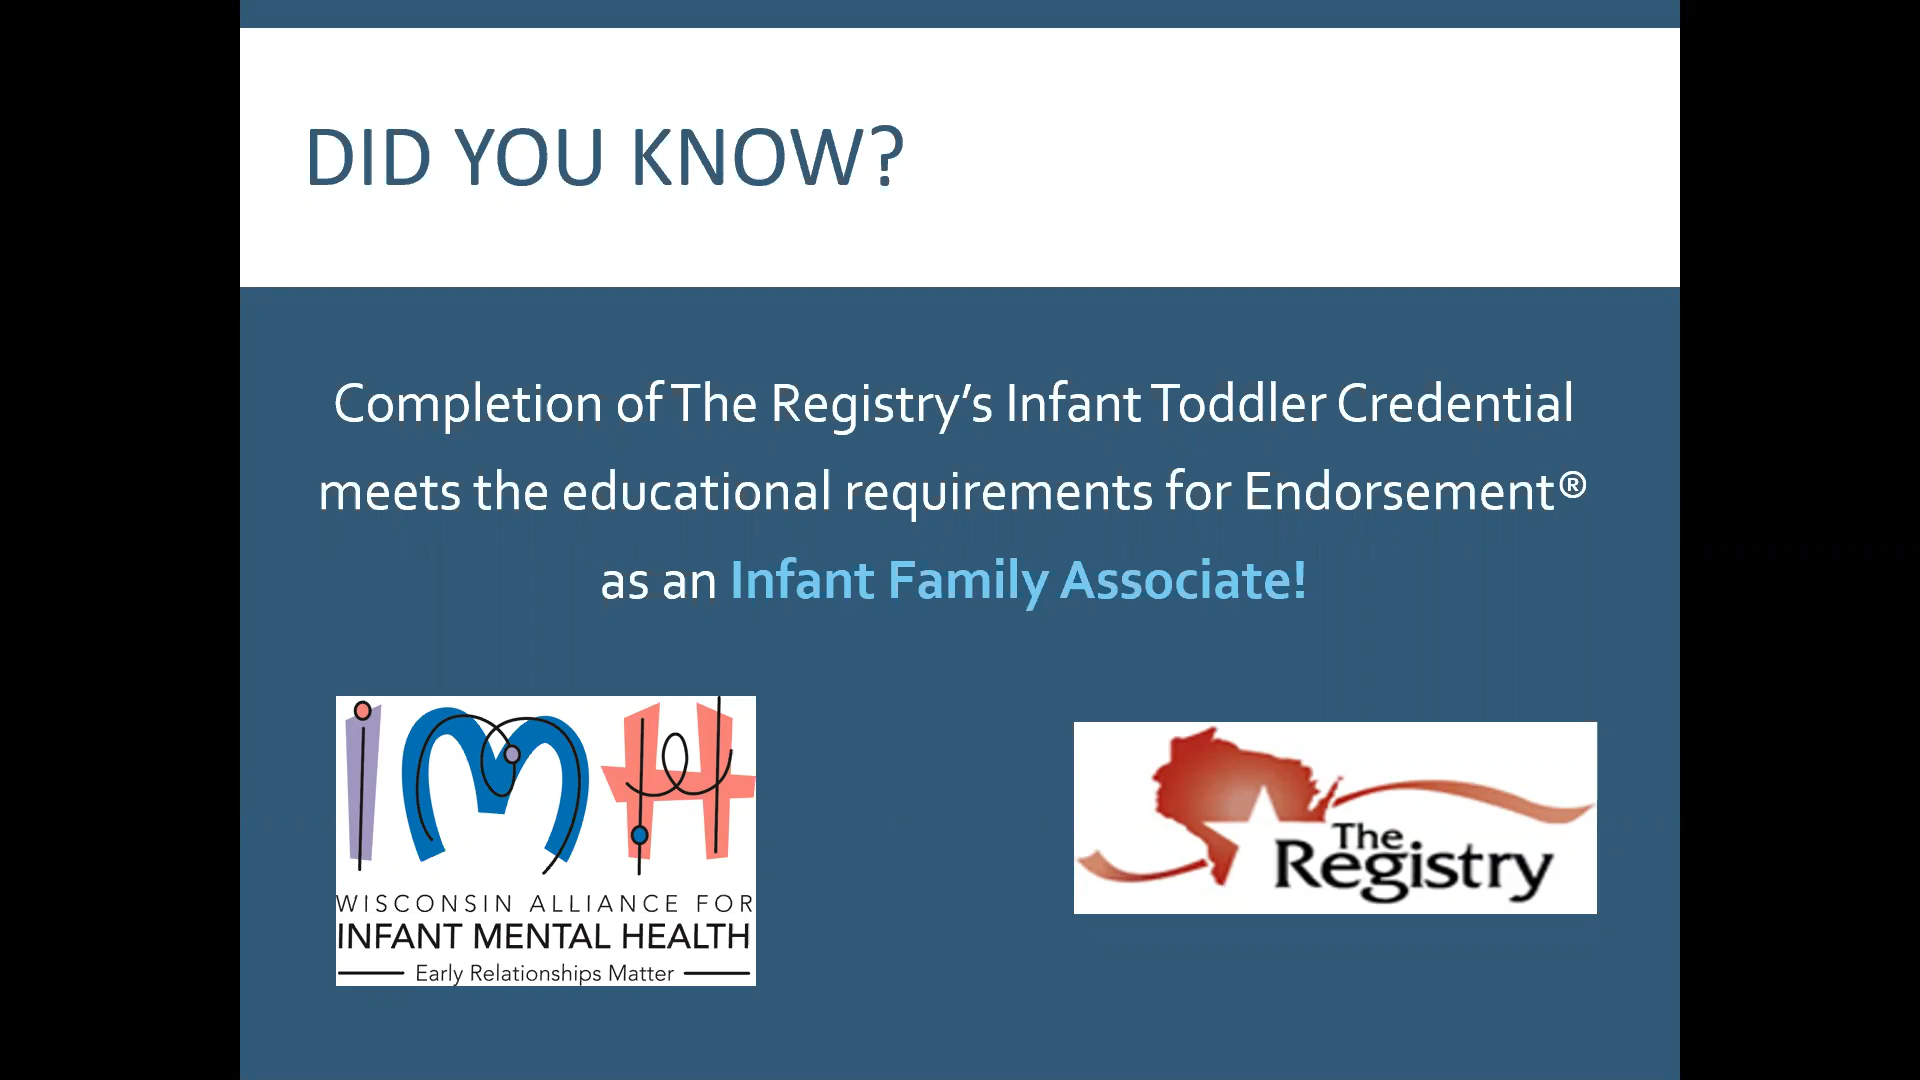 DID YOU KNOW?
Completion of The Registry’s Infant Toddler Credential
meets the educational requirements for Endorsement®
as an Infant Family Associate!
iMH
WISCONSIN ALLIANCE FOR
INFANT MENTAL HEALTH
Early Relationships Matter
The
Registry